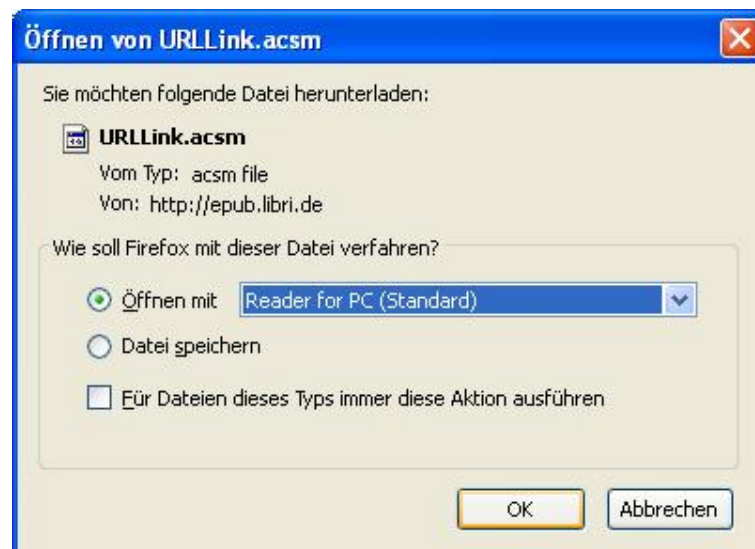 Öffnen von URLLink.acsm
Sie möchten folgende Datei herunterladen:
URLLink.acsm
Vom Typ: acsm file
Von: http://epub.libri.de
Wie soll Firefox mit dieser Datei verfahren?
Öffnen mit Reader for PC (Standard)
Datei speichern
Für Dateien dieses Typs immer diese Aktion ausführen
OK Abbrechen